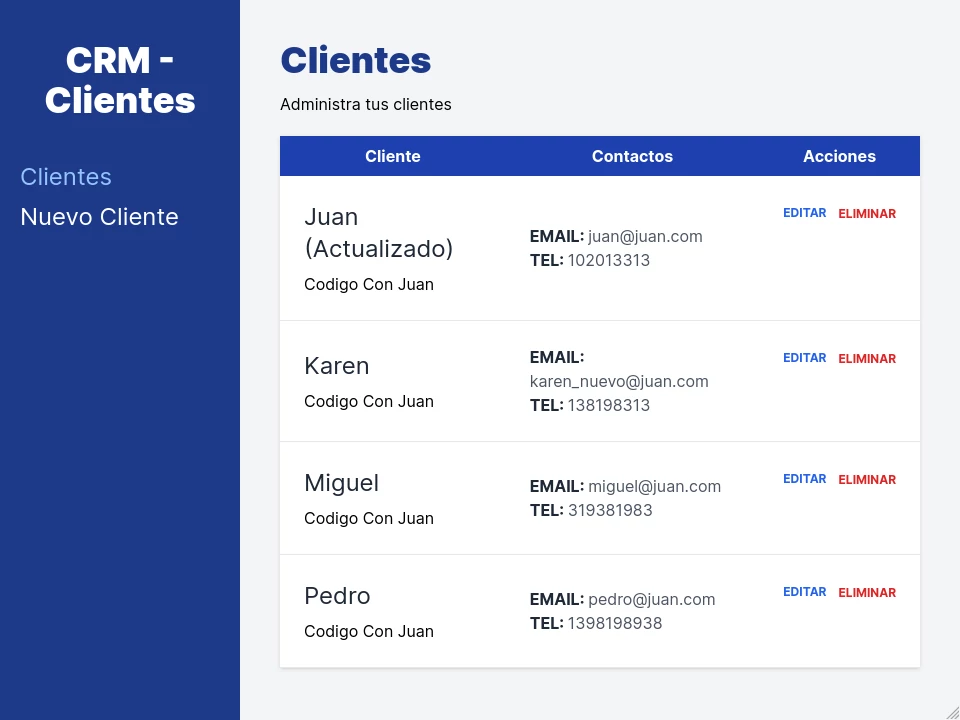 CRM -
Clientes
Clientes
Nuevo Cliente
Clientes
Administra tus clientes
Cliente Contactos Acciones
Juan
(Actualizado)
Codigo Con Juan
EMAIL: juan@juan.com
TEL: 102013313
EDITAR ELIMINAR
Karen
Codigo Con Juan
EMAIL:
karen_nuevo@juan.com
TEL: 138198313
EDITAR ELIMINAR
Miguel
Codigo Con Juan
EMAIL: miguel@juan.com
TEL: 319381983
EDITAR ELIMINAR
Pedro
Codigo Con Juan
EMAIL: pedro@juan.com
TEL: 1398198938
EDITAR ELIMINAR